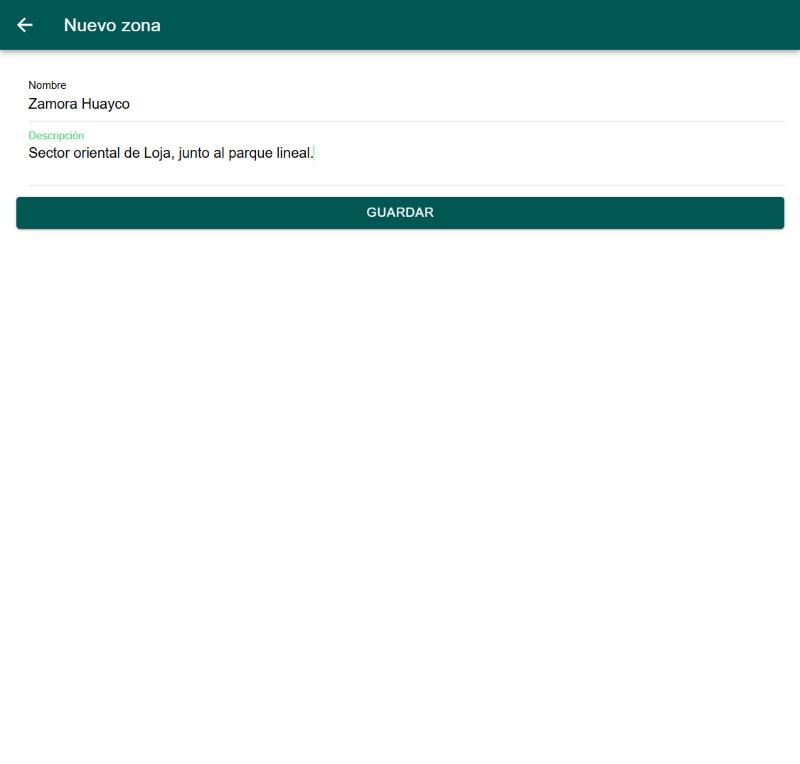 Nuevo zona
Nombre
Zamora Huayco
Descripción
Sector oriental de Loja, junto al parque lineal.
GUARDAR